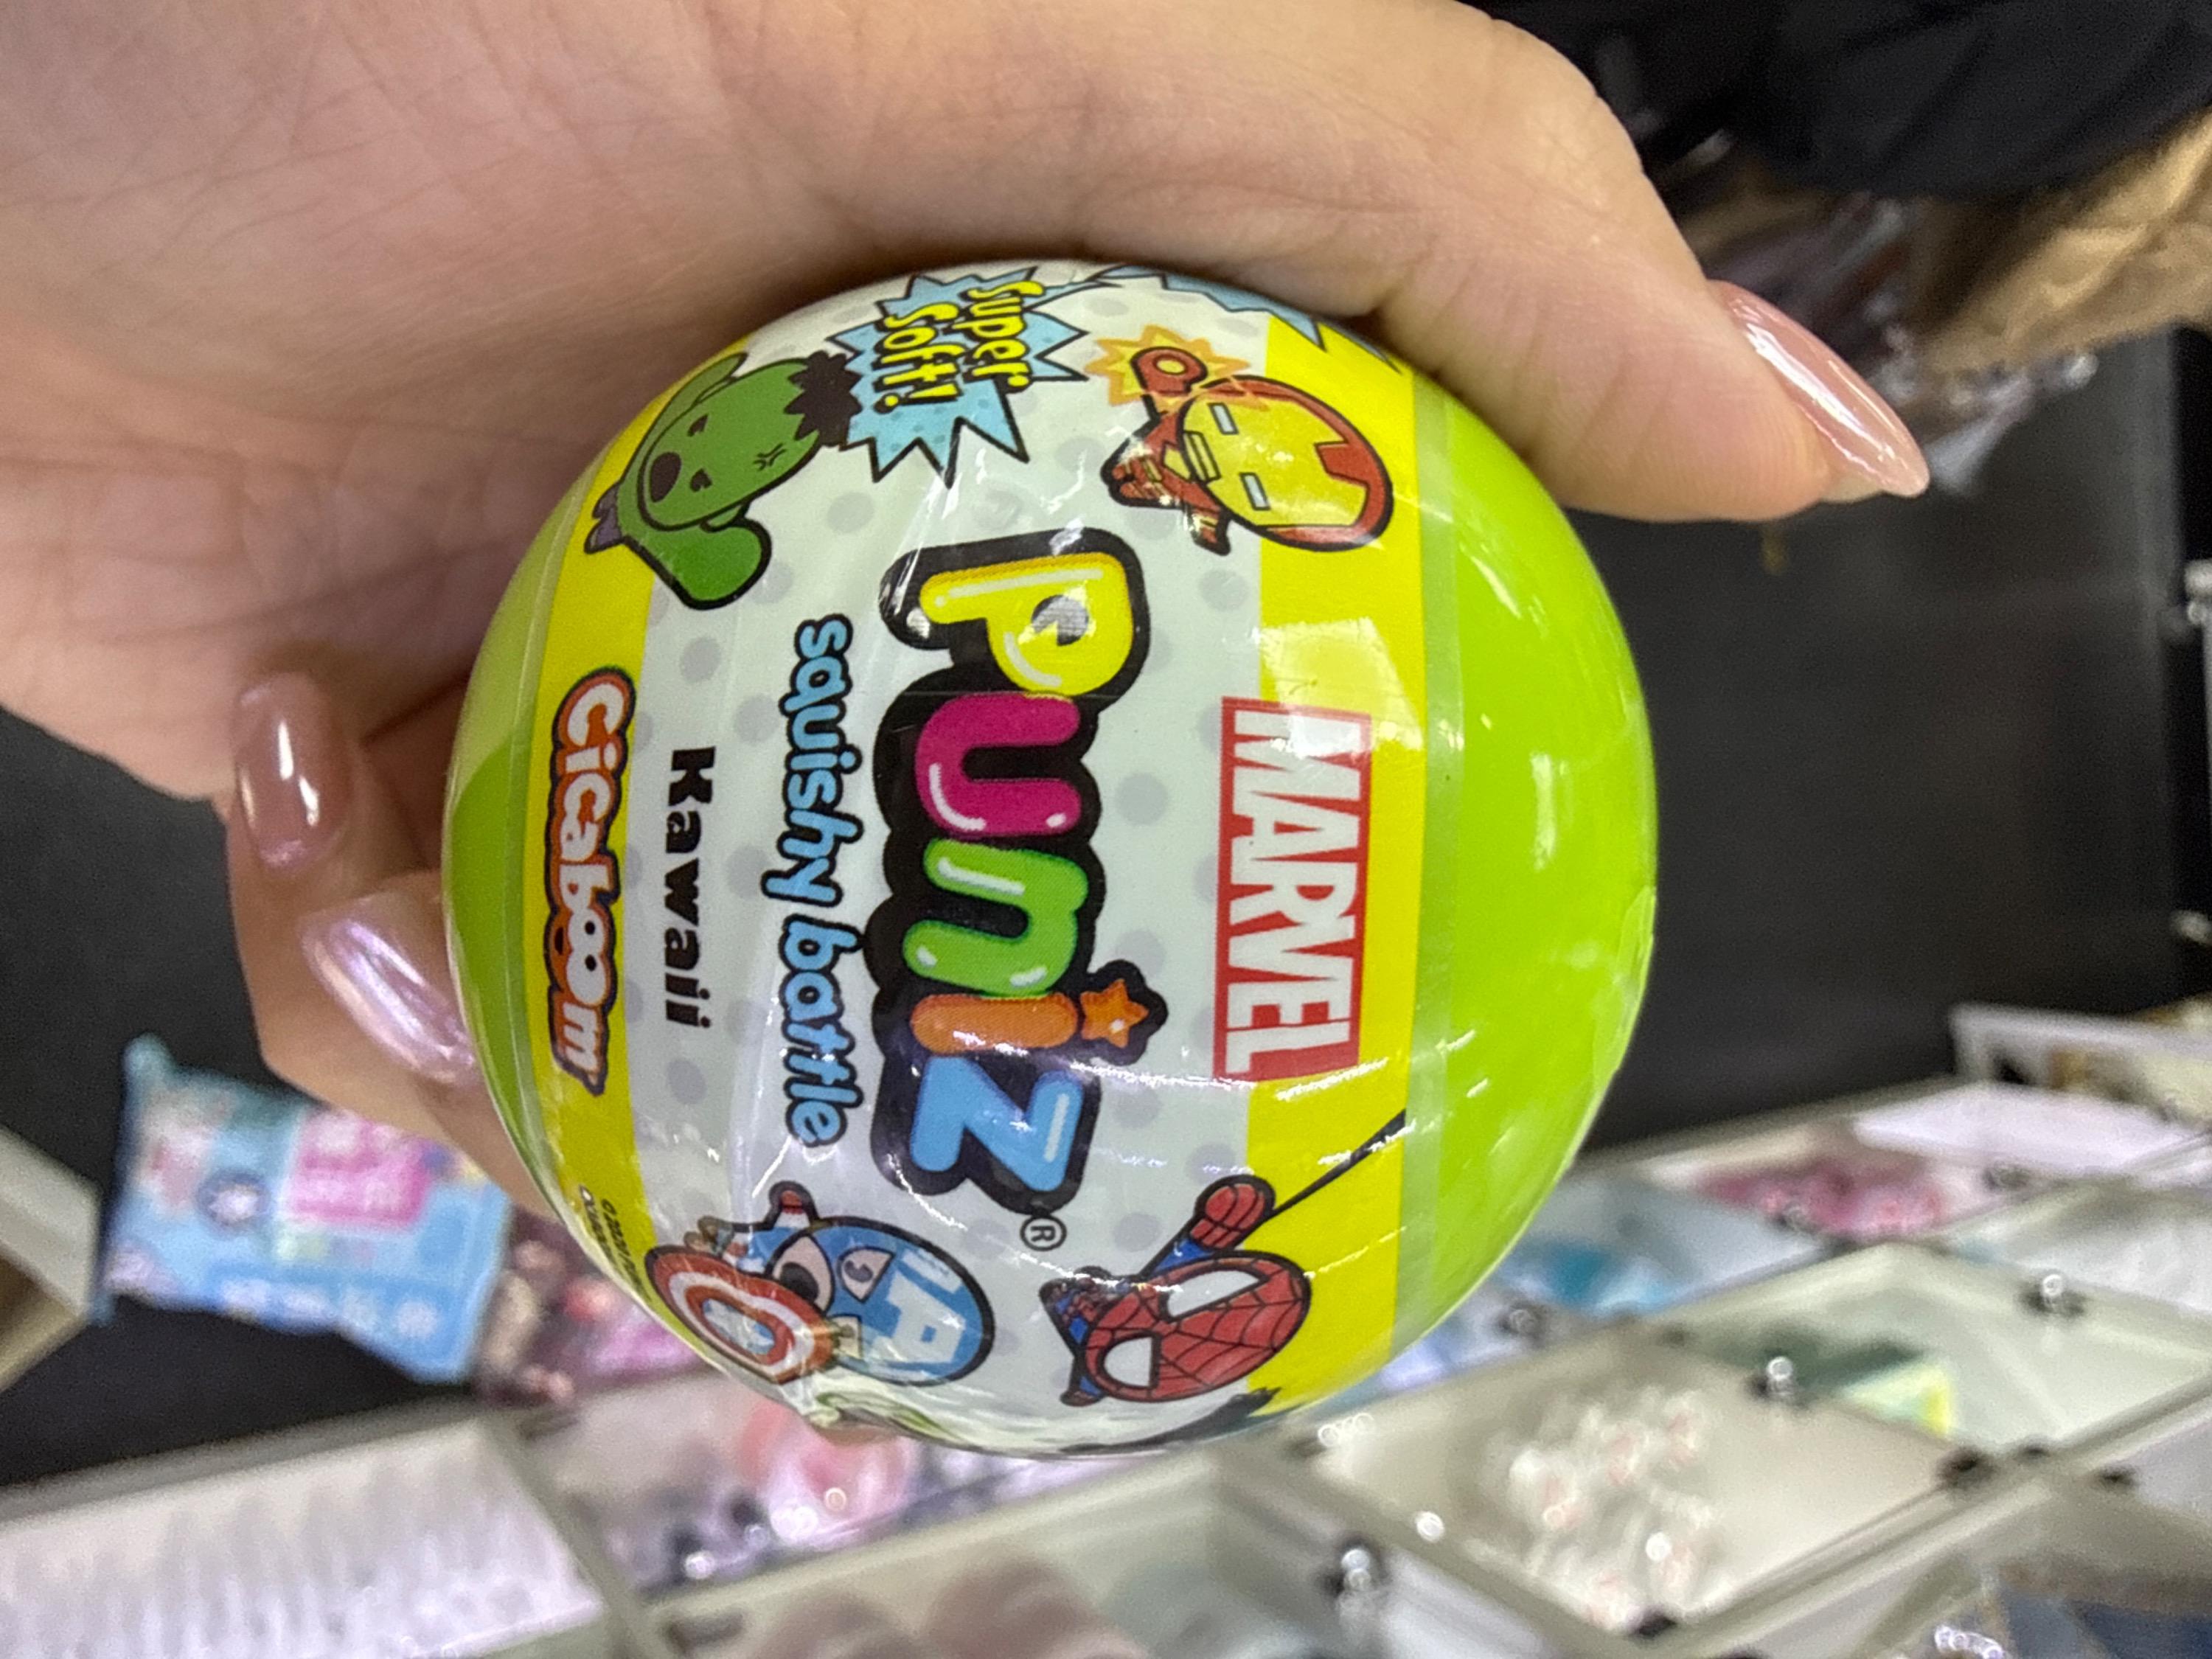 MARVEL
Super
Soft!
PUNIZ®
squishy battle
Kawaii
Cicaboom
A